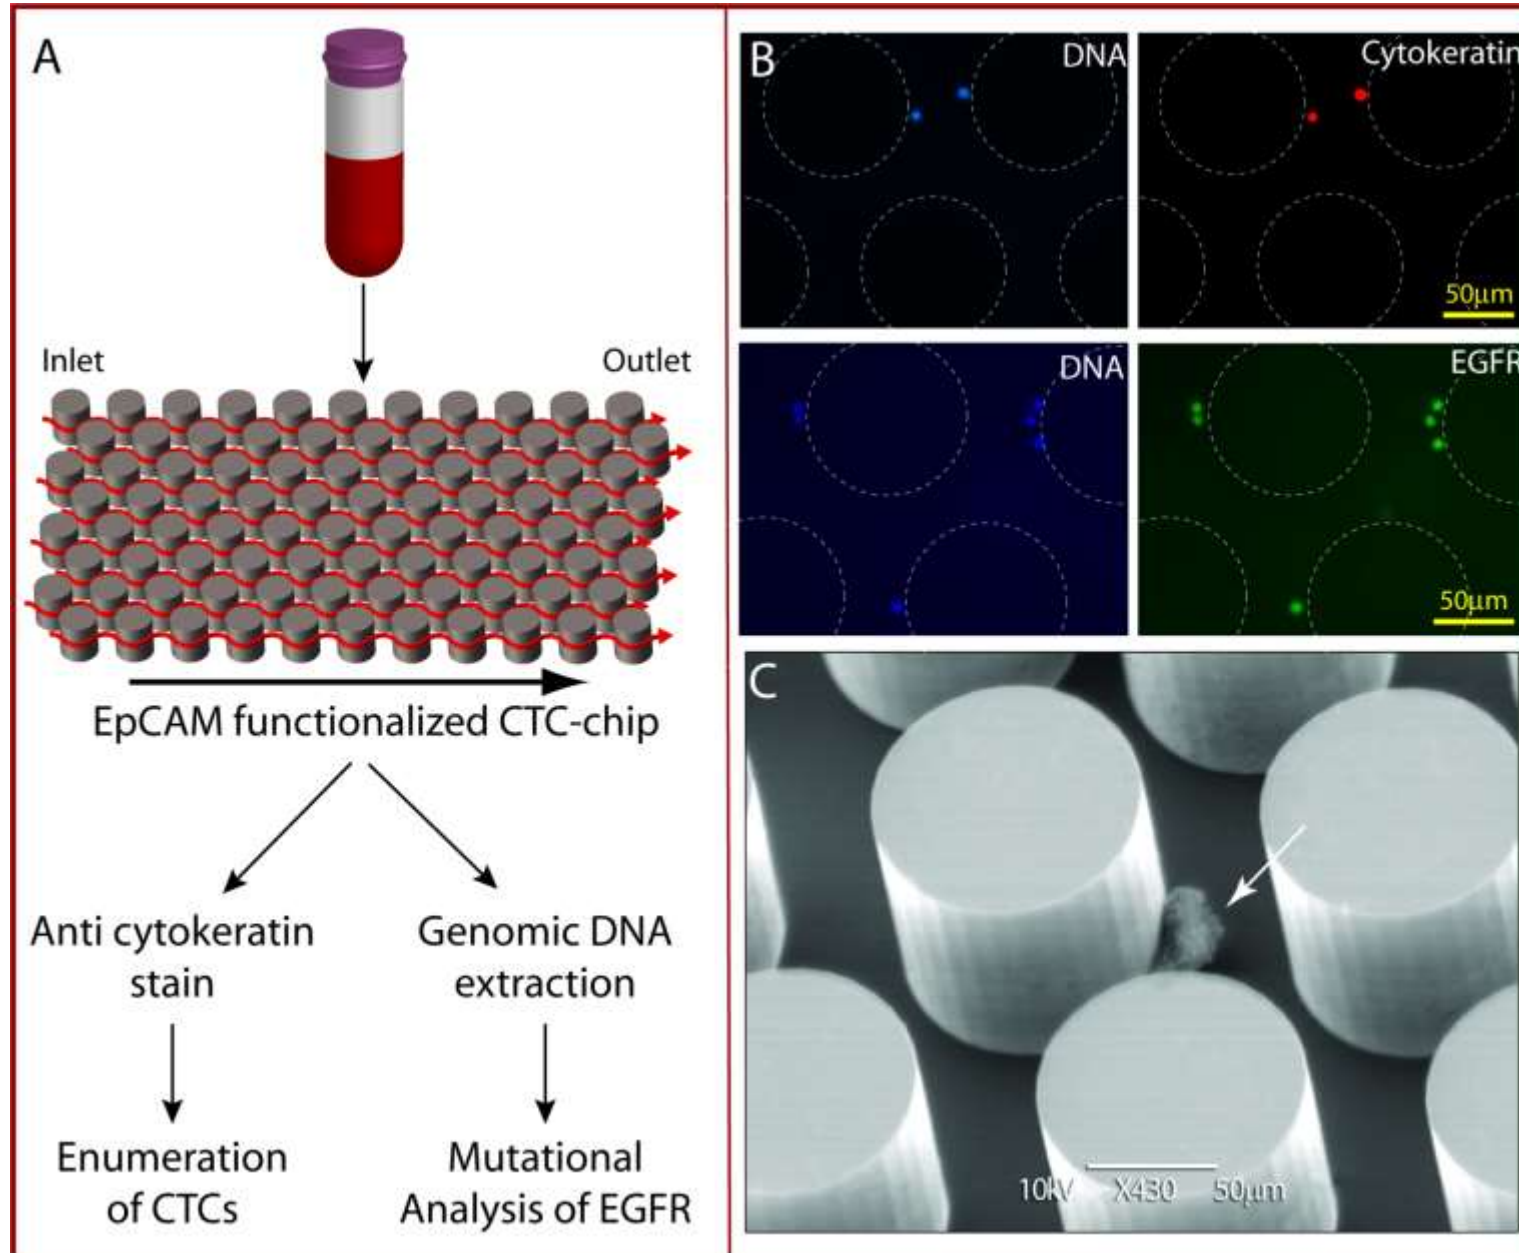 A
Inlet
Outlet
EpCAM functionalized CTC-chip
Anti cytokeratin
stain
Genomic DNA
extraction
Enumeration
of CTCs
Mutational
Analysis of EGFR
B
DNA
Cytokeratin
50μm
DNA
EGFR
50μm
C
10kV X430 50μm